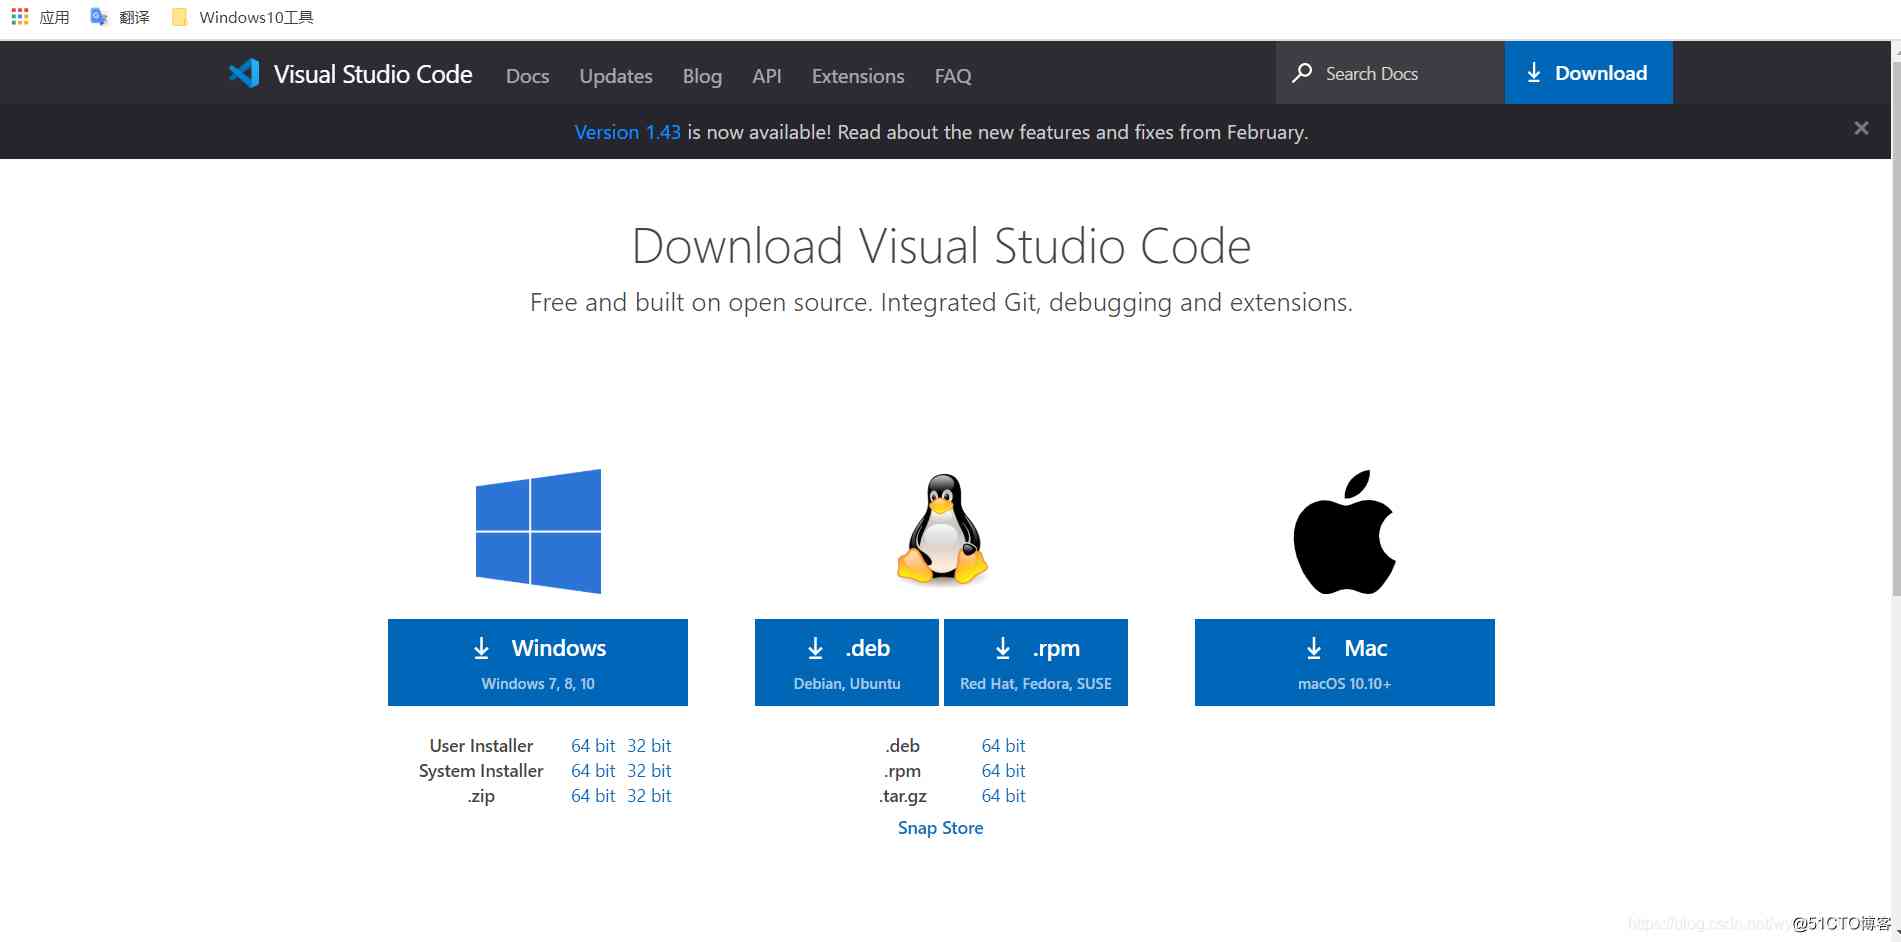 应用 翻译 Windows10工具
Visual Studio Code Docs Updates Blog API Extensions FAQ Search Docs Download
Version 1.43 is now available! Read about the new features and fixes from February.
Download Visual Studio Code
Free and built on open source. Integrated Git, debugging and extensions.
Windows
Windows 7, 8, 10
.deb
Debian, Ubuntu
.rpm
Red Hat, Fedora, SUSE
Mac
macOS 10.10+
User Installer 64 bit 32 bit
System Installer 64 bit 32 bit
.zip 64 bit 32 bit
.deb 64 bit
.rpm 64 bit
.tar.gz 64 bit
Snap Store
@51CTO博客